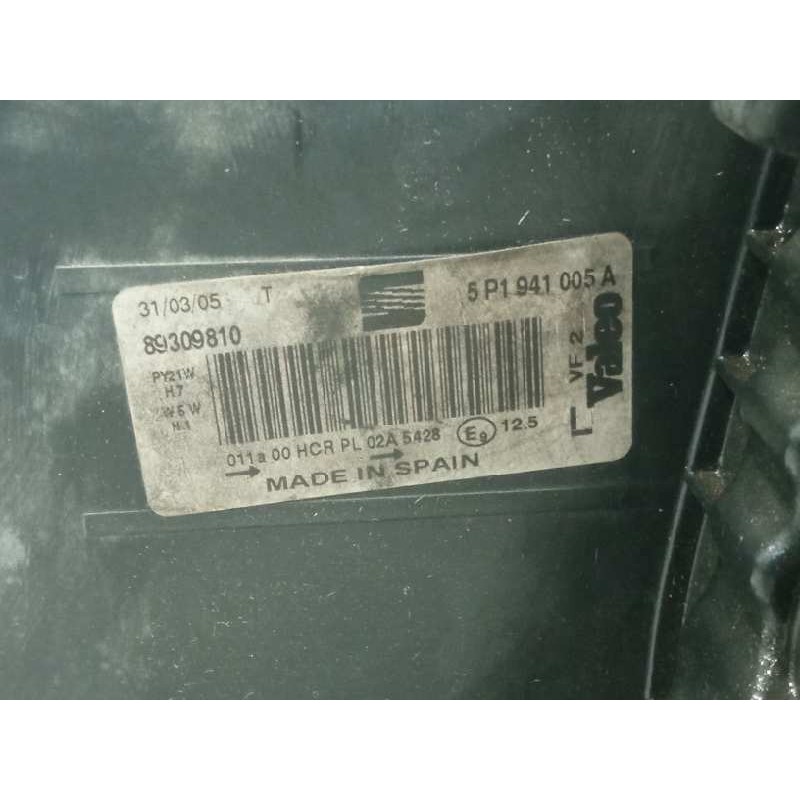 31/03/05 T 5 P1 941 005 A
89309810
PY21W
H7
W5W
H1
011a 00 HCR PL 02A 5428 E9 12.5
MADE IN SPAIN
L VF 2
Valeo